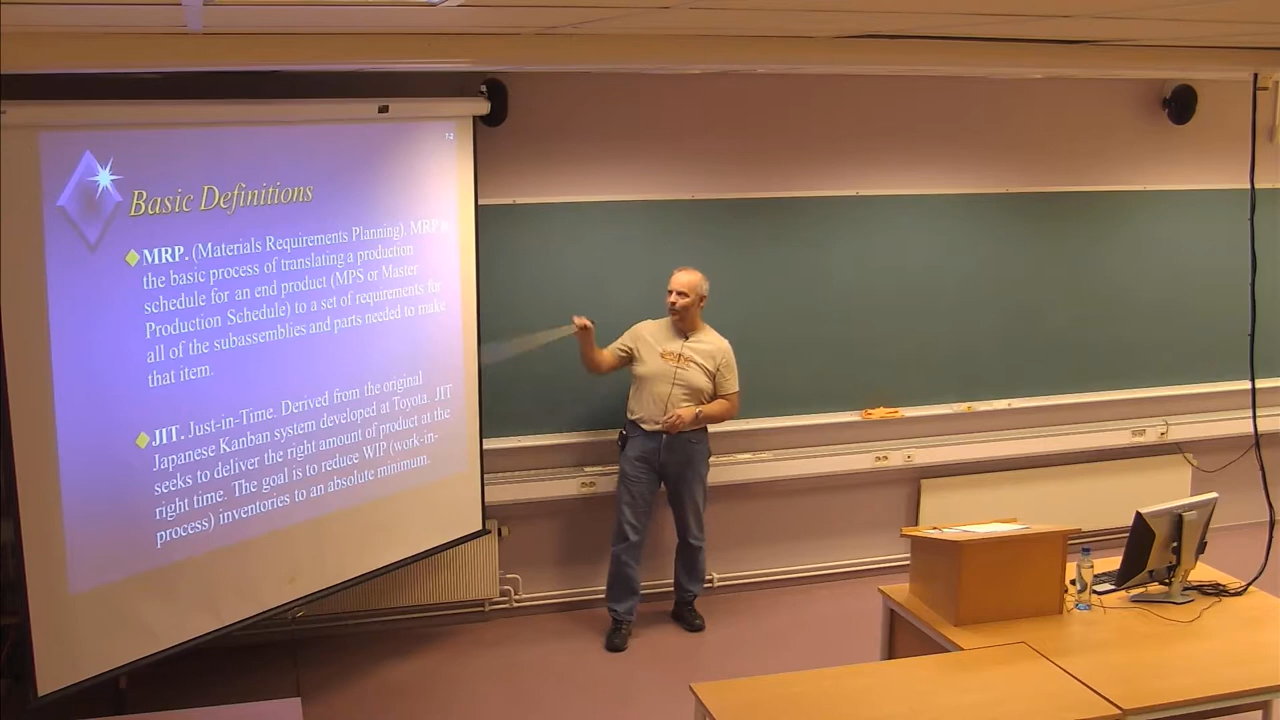 7-2
Basic Definitions
MRP. (Materials Requirements Planning). MRP is
the basic process of translating a production
schedule for an end product (MPS or Master
Production Schedule) to a set of requirements for
all of the subassemblies and parts needed to make
that item.
JIT. Just-in-Time. Derived from the original
Japanese Kanban system developed at Toyota. JIT
seeks to deliver the right amount of product at the
right time. The goal is to reduce WIP (work-in-
process) inventories to an absolute minimum.